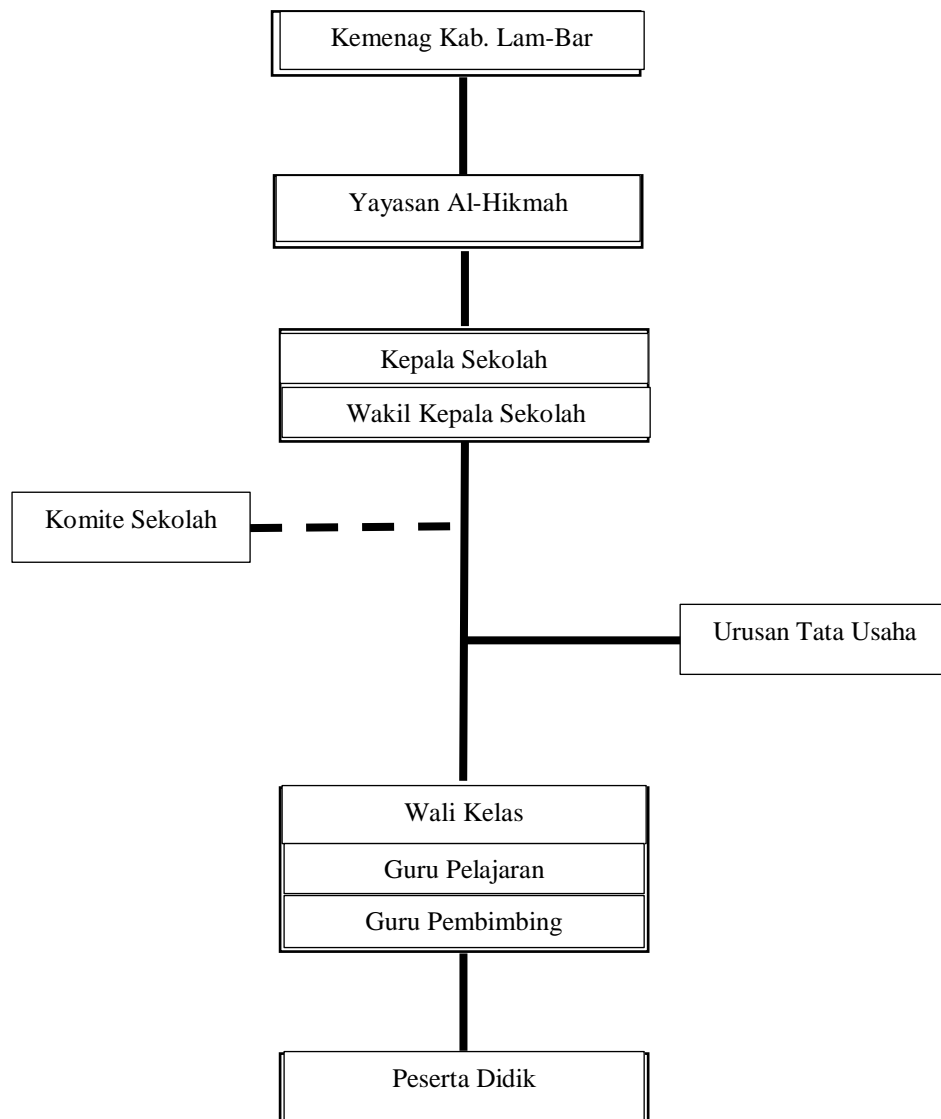 Kemenag Kab. Lam-Bar
Yayasan Al-Hikmah
Kepala Sekolah
Wakil Kepala Sekolah
Komite Sekolah
Urusan Tata Usaha
Wali Kelas
Guru Pelajaran
Guru Pembimbing
Peserta Didik